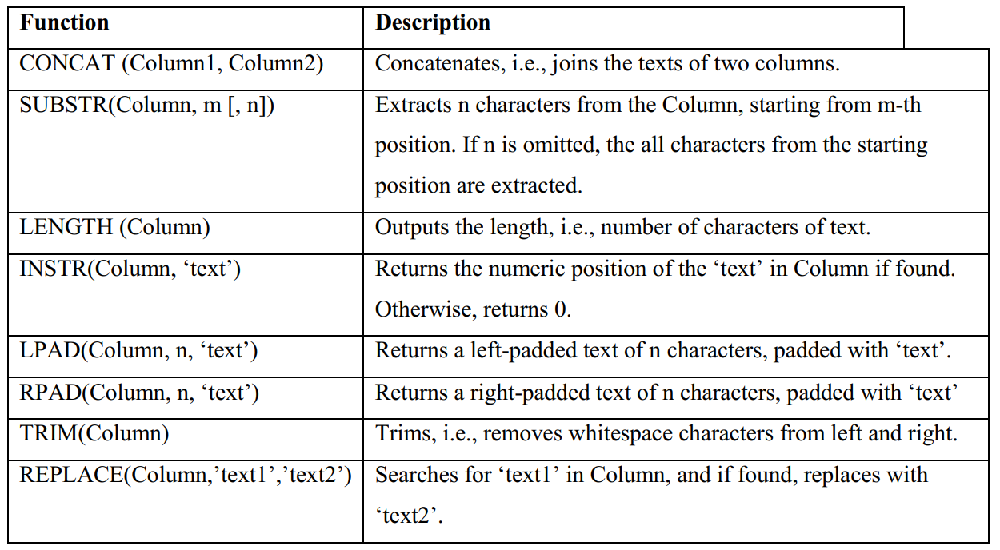 Function
Description
CONCAT (Column1, Column2)
Concatenates, i.e., joins the texts of two columns.
SUBSTR(Column, m [, n])
Extracts n characters from the Column, starting from m-th
position. If n is omitted, the all characters from the starting
position are extracted.
LENGTH (Column)
Outputs the length, i.e., number of characters of text.
INSTR(Column, ‘text’)
Returns the numeric position of the ‘text’ in Column if found.
Otherwise, returns 0.
LPAD(Column, n, ‘text’)
Returns a left-padded text of n characters, padded with ‘text’.
RPAD(Column, n, ‘text’)
Returns a right-padded text of n characters, padded with ‘text’
TRIM(Column)
Trims, i.e., removes whitespace characters from left and right.
REPLACE(Column,’text1’,’text2’)
Searches for ‘text1’ in Column, and if found, replaces with
‘text2’.